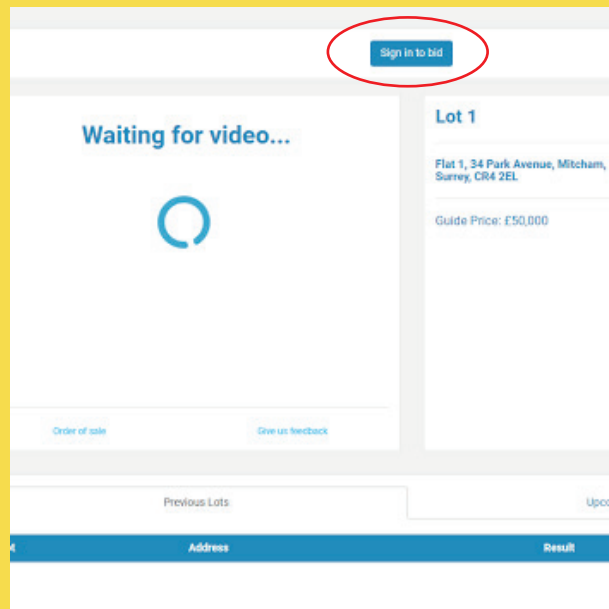 Sign in to bid
Waiting for video...
Lot 1
Flat 1, 34 Park Avenue, Mitcham,
Surrey, CR4 2EL
Guide Price: £50,000
Order of sale
Give us feedback
Previous Lots
Address
Result